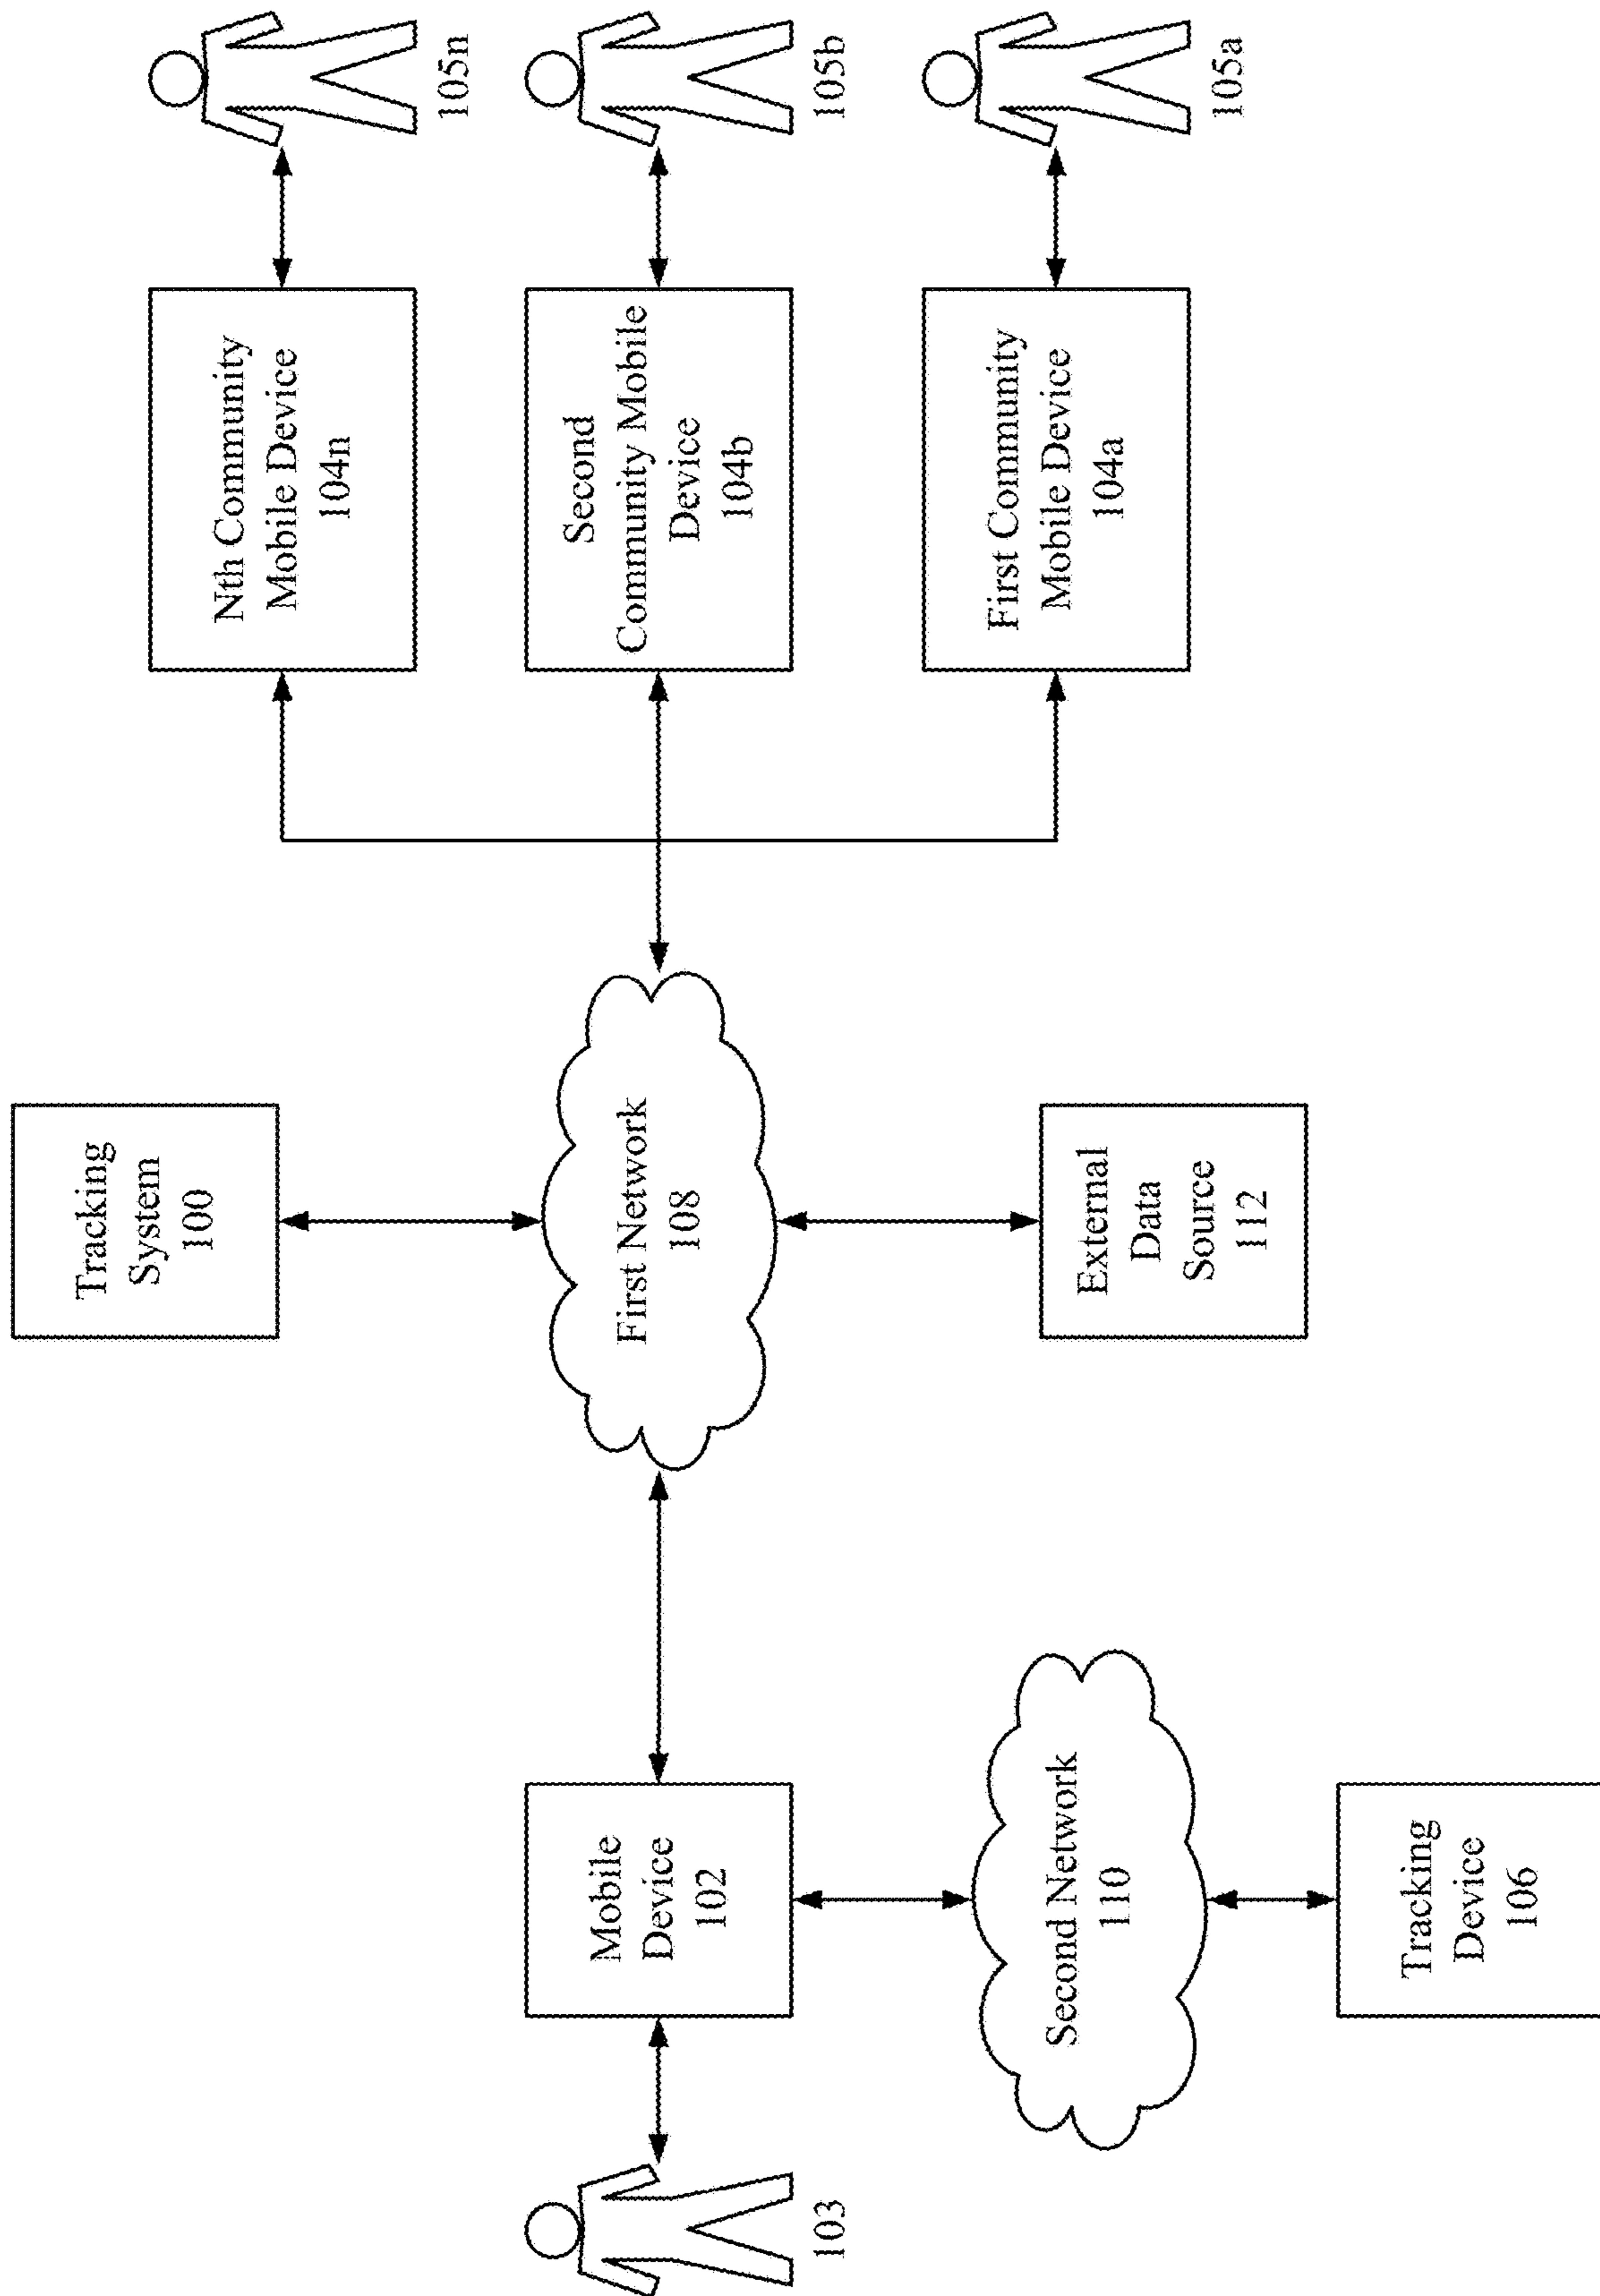 Tracking
System
100
Nth Community
Mobile Device
104n
105n
103
Mobile
Device
102
First Network
108
Second
Community Mobile
Device
104b
105b
Second Network
110
External
Data
Source
112
First Community
Mobile Device
104a
105a
Tracking
Device
106